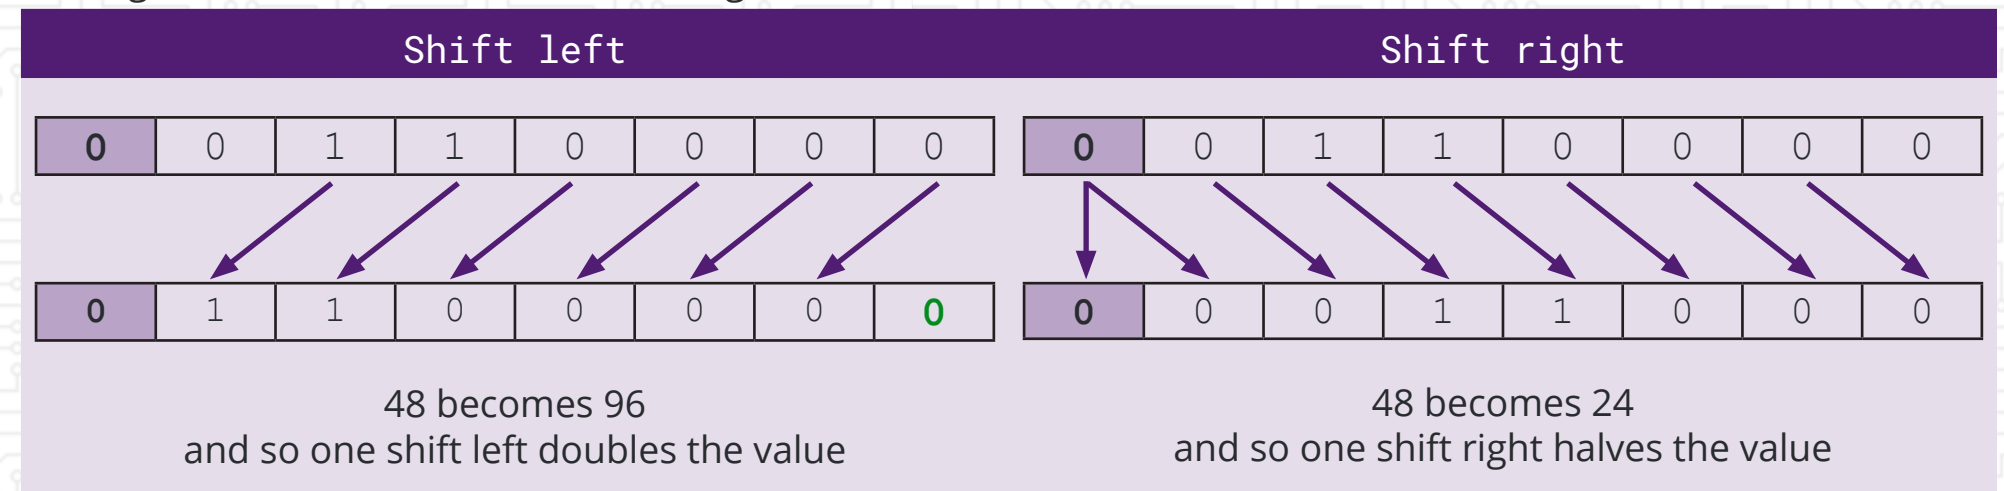 Shift left
Shift right
0 0 1 1 0 0 0 0
0 0 1 1 0 0 0 0
0 1 1 0 0 0 0 0
0 0 0 1 1 0 0 0
48 becomes 96
and so one shift left doubles the value
48 becomes 24
and so one shift right halves the value